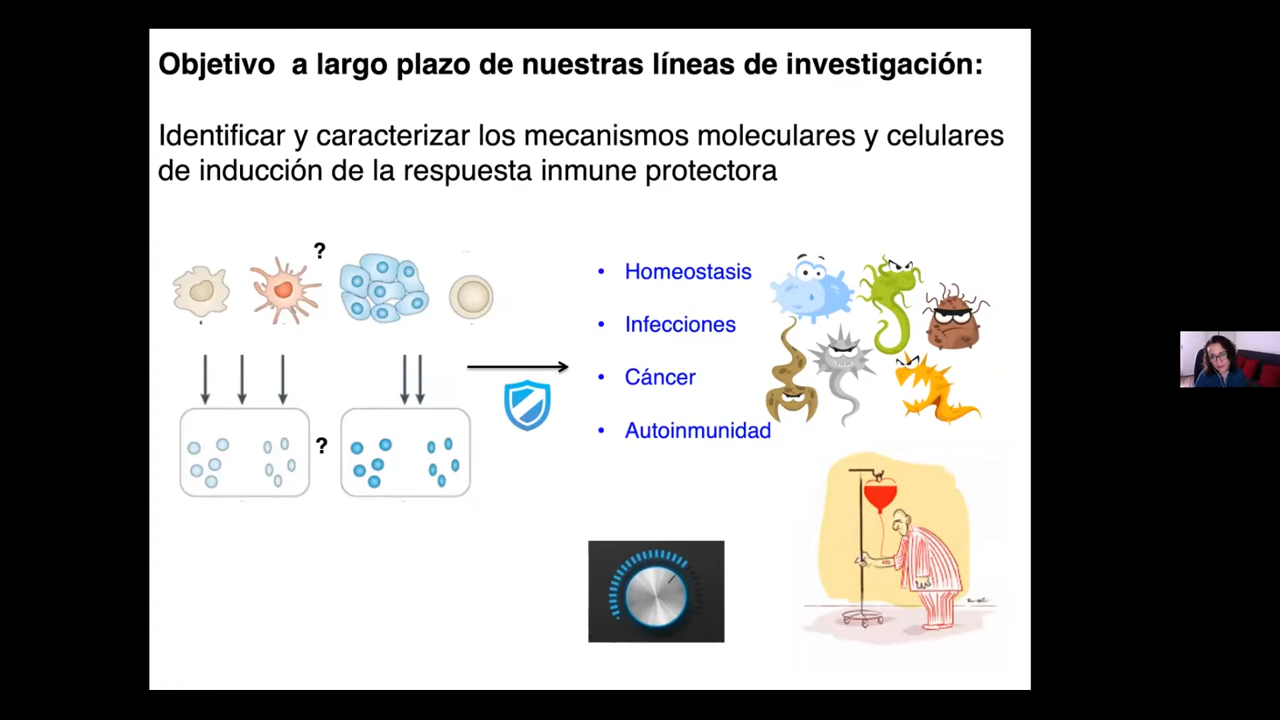 Objetivo a largo plazo de nuestras líneas de investigación:
Identificar y caracterizar los mecanismos moleculares y celulares
de inducción de la respuesta inmune protectora
?
• Homeostasis
• Infecciones
• Cáncer
?
• Autoinmunidad